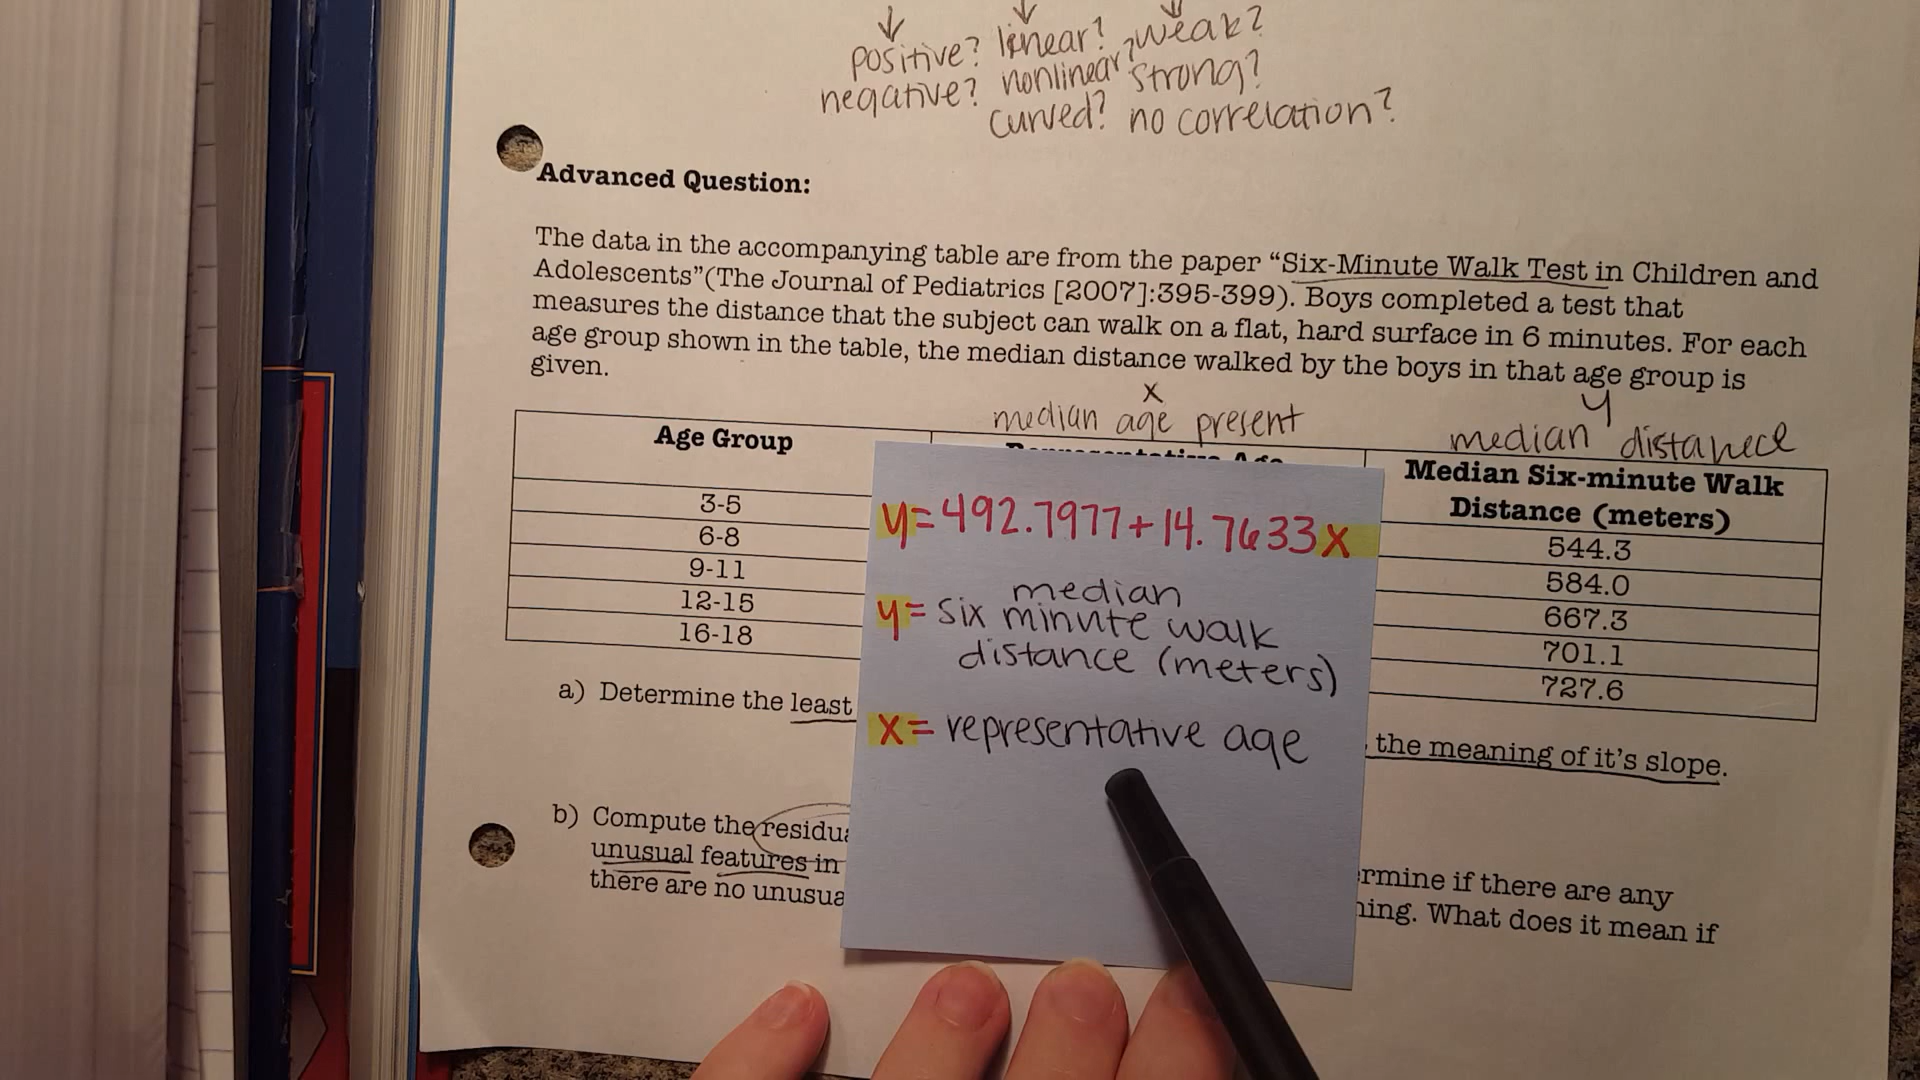 positive? linear? weak?
negative? nonlinear? strong?
curved? no correlation?
Advanced Question:
The data in the accompanying table are from the paper “Six-Minute Walk Test in Children and
Adolescents”(The Journal of Pediatrics [2007]:395-399). Boys completed a test that
measures the distance that the subject can walk on a flat, hard surface in 6 minutes. For each
age group shown in the table, the median distance walked by the boys in that age group is
given.
x
y
median age present
median distanece
Age Group
Median Six-minute Walk
Distance (meters)
3-5
544.3
6-8
584.0
9-11
667.3
12-15
701.1
16-18
727.6
y=492.7977+14.7633x
median
y= six minute walk
distance (meters)
x= representative age
a) Determine the least
the meaning of it's slope.
b) Compute the
unusual features in
there are no
rmine if there are any
What does it mean if